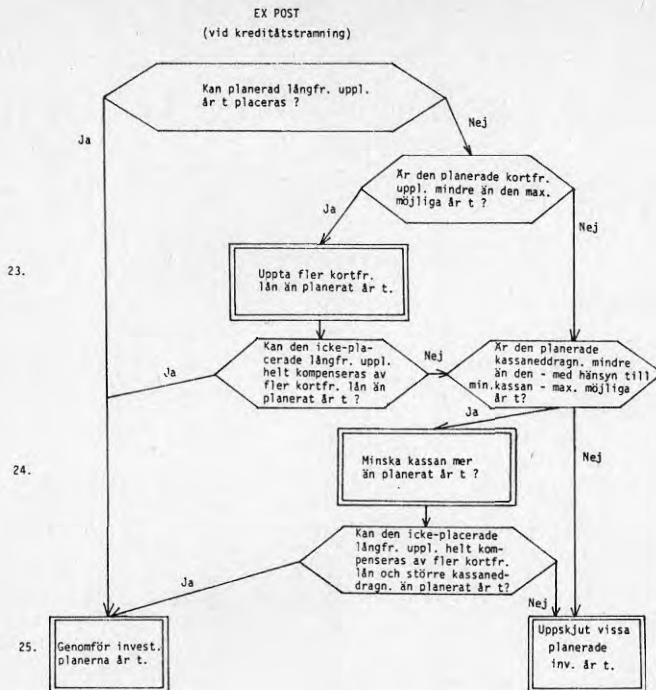 EX POST
(vid kreditåtstramning)
Kan planerad långfr. uppl.
år t placeras ?
Ja
Nej
Är den planerade kortfr.
uppl. mindre än den max.
möjliga år t ?
Ja
Nej
23.
Uppta fler kortfr.
lån än planerat år t.
Kan den icke-pla-
cerade långfr. uppl.
helt kompenseras av
fler kortfr. lån än
planerat år t ?
Ja
Nej
Är den planerade
kassaneddragn. mindre
än den - med hänsyn till
min.kassan - max. möjliga
år t?
Ja
Nej
24.
Minska kassan mer
än planerat år t ?
Kan den icke-placerade
långfr. uppl. helt kom-
penseras av fler kortfr.
lån och större kassaned-
dragn. än planerat år t?
Ja
Nej
25.
Genomför invest.
planerna år t.
Uppskjut vissa
planerade
inv. år t.